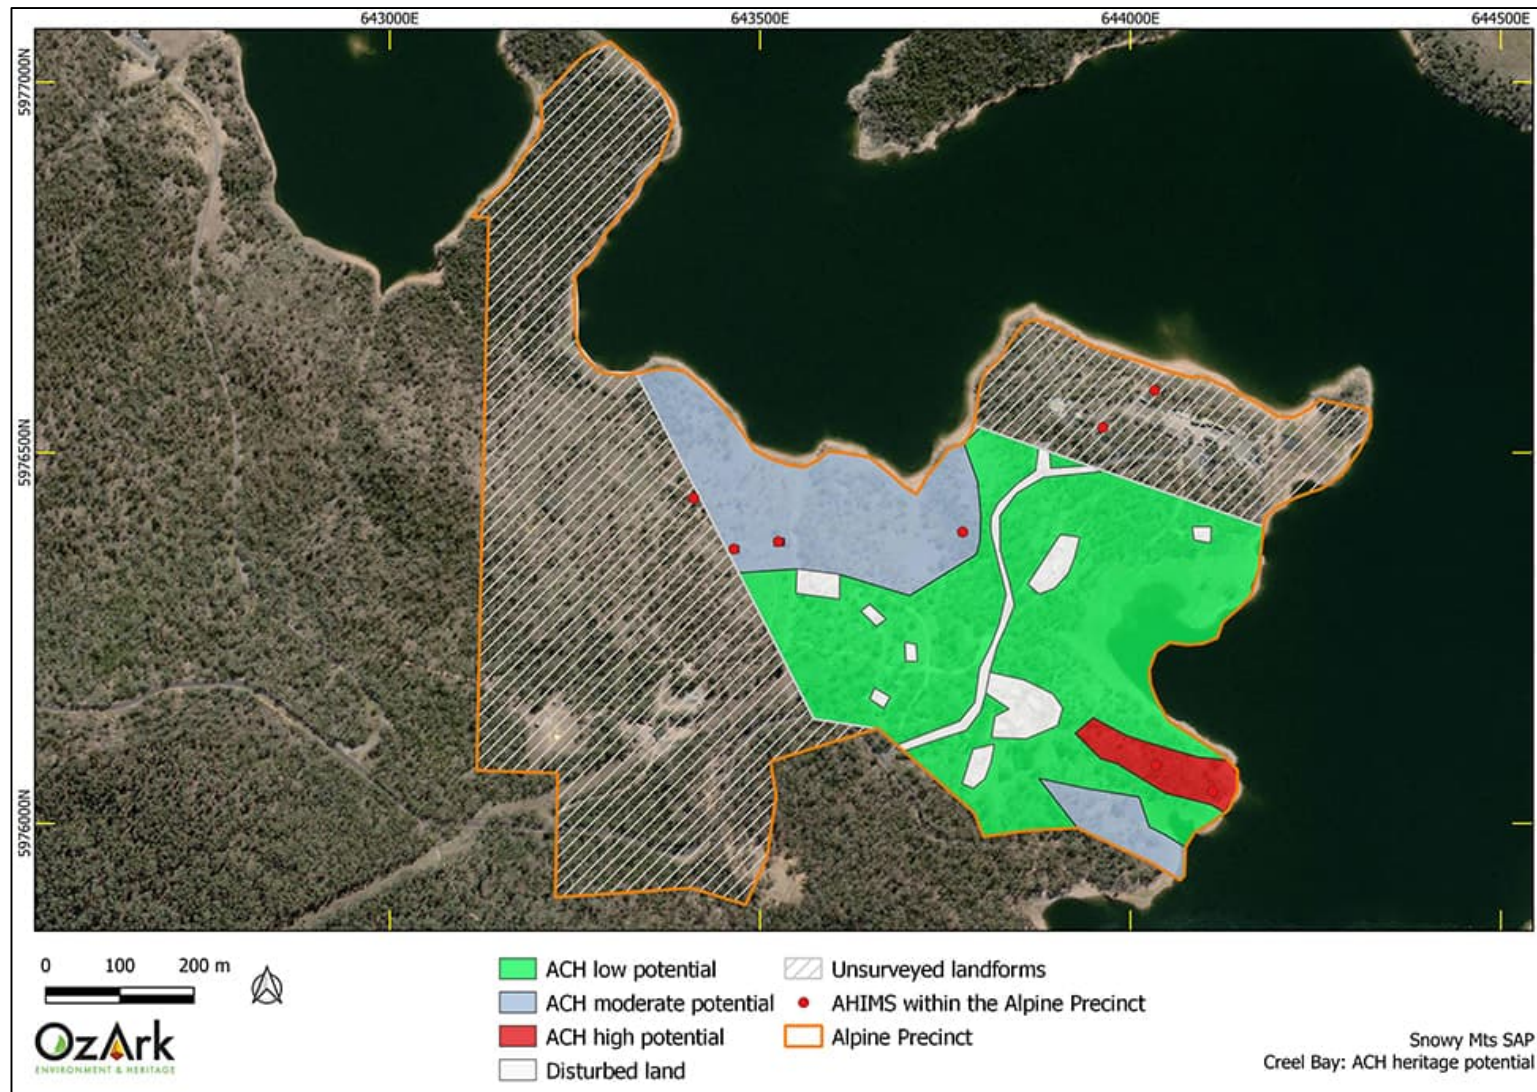 643000E
643500E
644000E
644500E
5977000N
5976500N
5976000N
0 100 200 m
OzArk
ENVIRONMENT & HERITAGE
ACH low potential
ACH moderate potential
ACH high potential
Disturbed land
Unsurveyed landforms
AHIMS within the Alpine Precinct
Alpine Precinct
Snowy Mts SAP
Creel Bay: ACH heritage potential